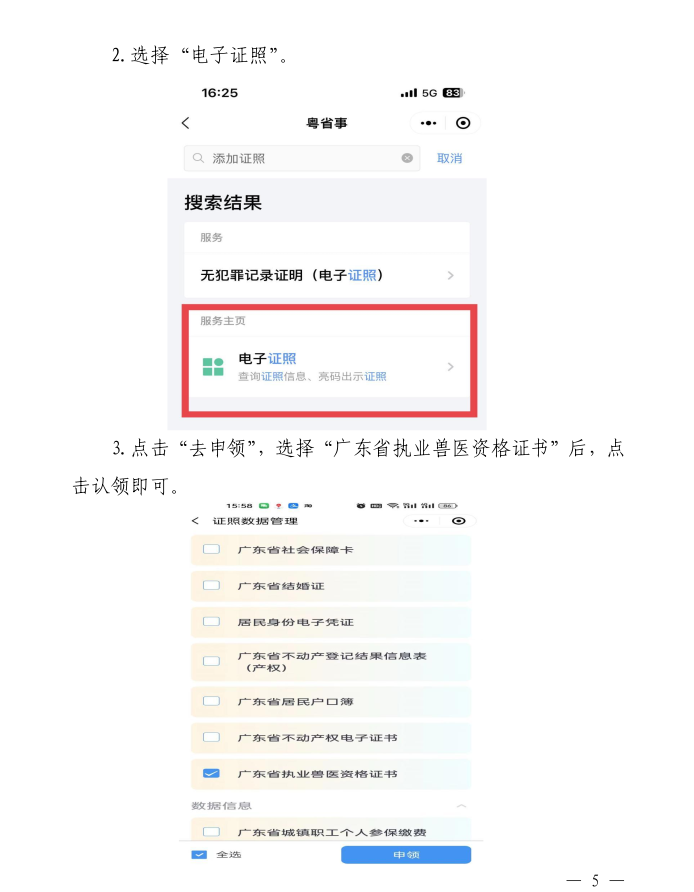 2. 选择“电子证照”。
16:25
5G 83
粤省事
添加证照
取消
搜索结果
服务
无犯罪记录证明（电子证照）
服务主页
电子证照
查询证照信息、亮码出示证照
3. 点击“去申领”，选择“广东省执业兽医资格证书”后，点
击认领即可。
15:58
证照数据管理
广东省社会保障卡
广东省结婚证
居民身份电子凭证
广东省不动产登记结果信息表
（产权）
广东省居民户口簿
广东省不动产权电子证书
广东省执业兽医资格证书
数据信息
广东省城镇职工个人参保缴费
全选
申领
— 5 —